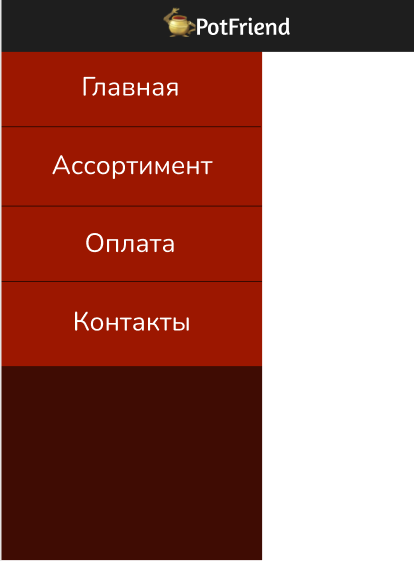 PotFriend
Главная
Ассортимент
Оплата
Контакты